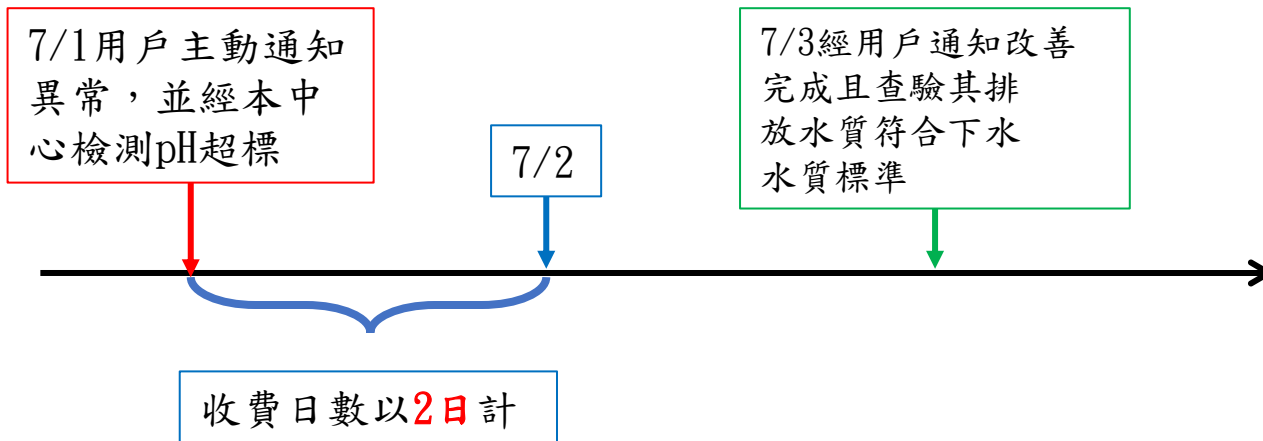 7/1用戶主動通知
異常，並經本中
心檢測pH超標
7/2
7/3經用戶通知改善
完成且查驗其排
放水質符合下水
水質標準
收費日數以2日計